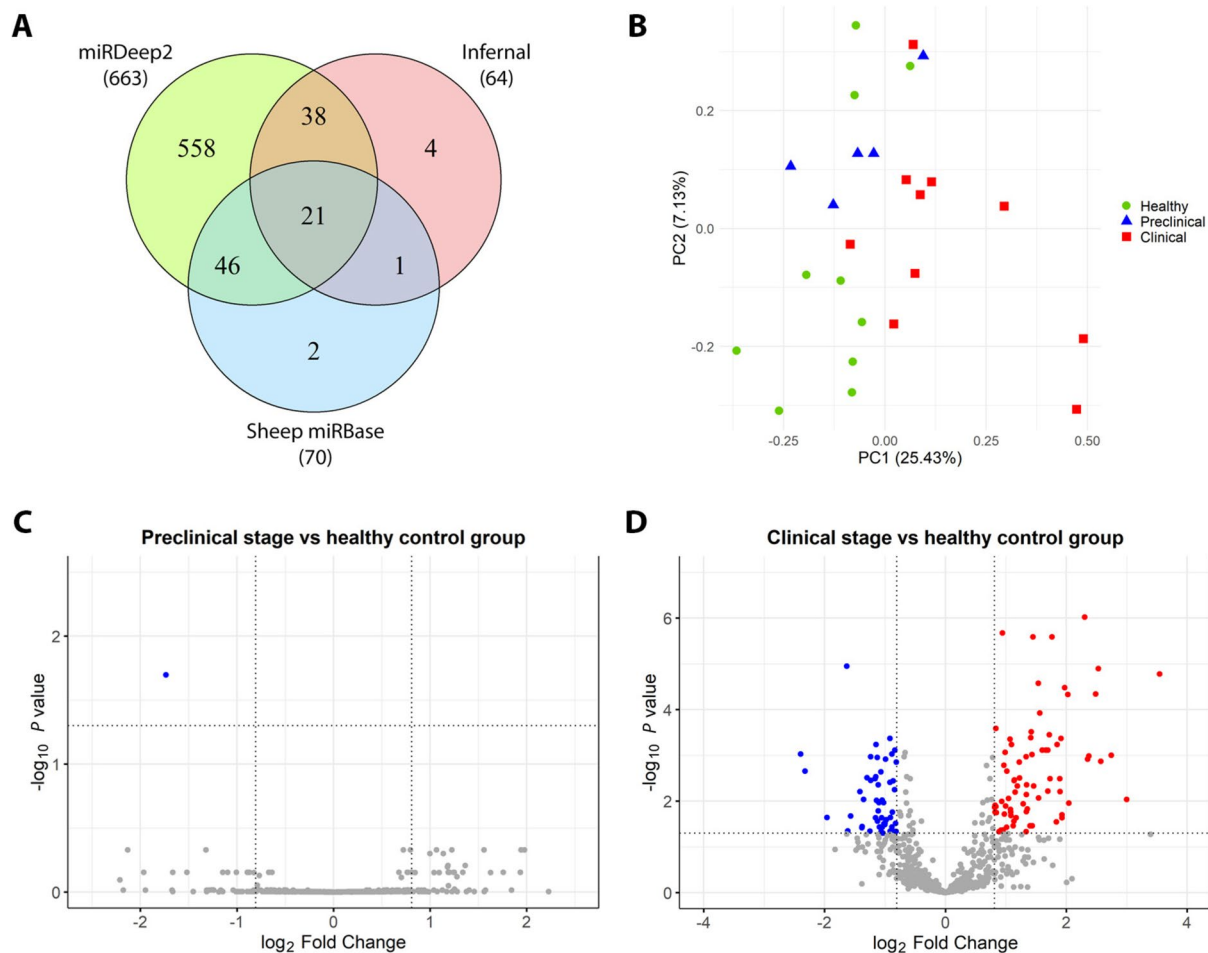 A
miRDeep2
(663)
Infernal
(64)
38
558
4
21
46
1
2
Sheep miRBase
(70)
B
0.2
0.0
-0.2
PC2 (7.13%)
-0.25
0.00
0.25
0.50
PC1 (25.43%)
Healthy
Preclinical
Clinical
C
Preclinical stage vs healthy control group
2
1
0
-log10 P value
-2
-1
0
1
2
log2 Fold Change
D
Clinical stage vs healthy control group
6
4
2
0
-log10 P value
-4
-2
0
2
4
log2 Fold Change